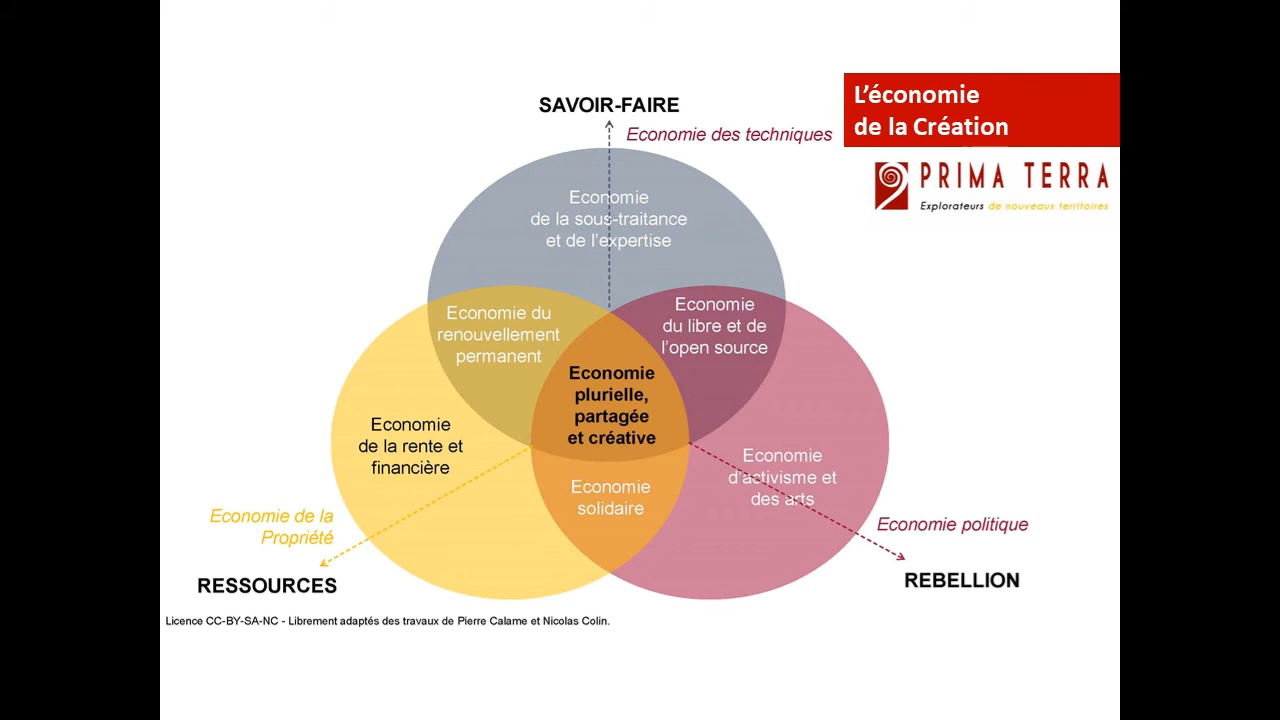 L'économie
de la Création
PRIMA TERRA
Explorateurs de nouveaux territoires
SAVOIR-FAIRE
Economie des techniques
Economie
de la sous-traitance
et de l'expertise
Economie du
renouvellement
permanent
Economie
du libre et de
l'open source
Economie
plurielle,
partagée
et créative
Economie
de la rente et
financière
Economie
solidaire
Economie
d'activisme et
des arts
Economie de la
Propriété
RESSOURCES
Economie politique
REBELLION
Licence CC-BY-SA-NC - Librement adaptés des travaux de Pierre Calame et Nicolas Colin.